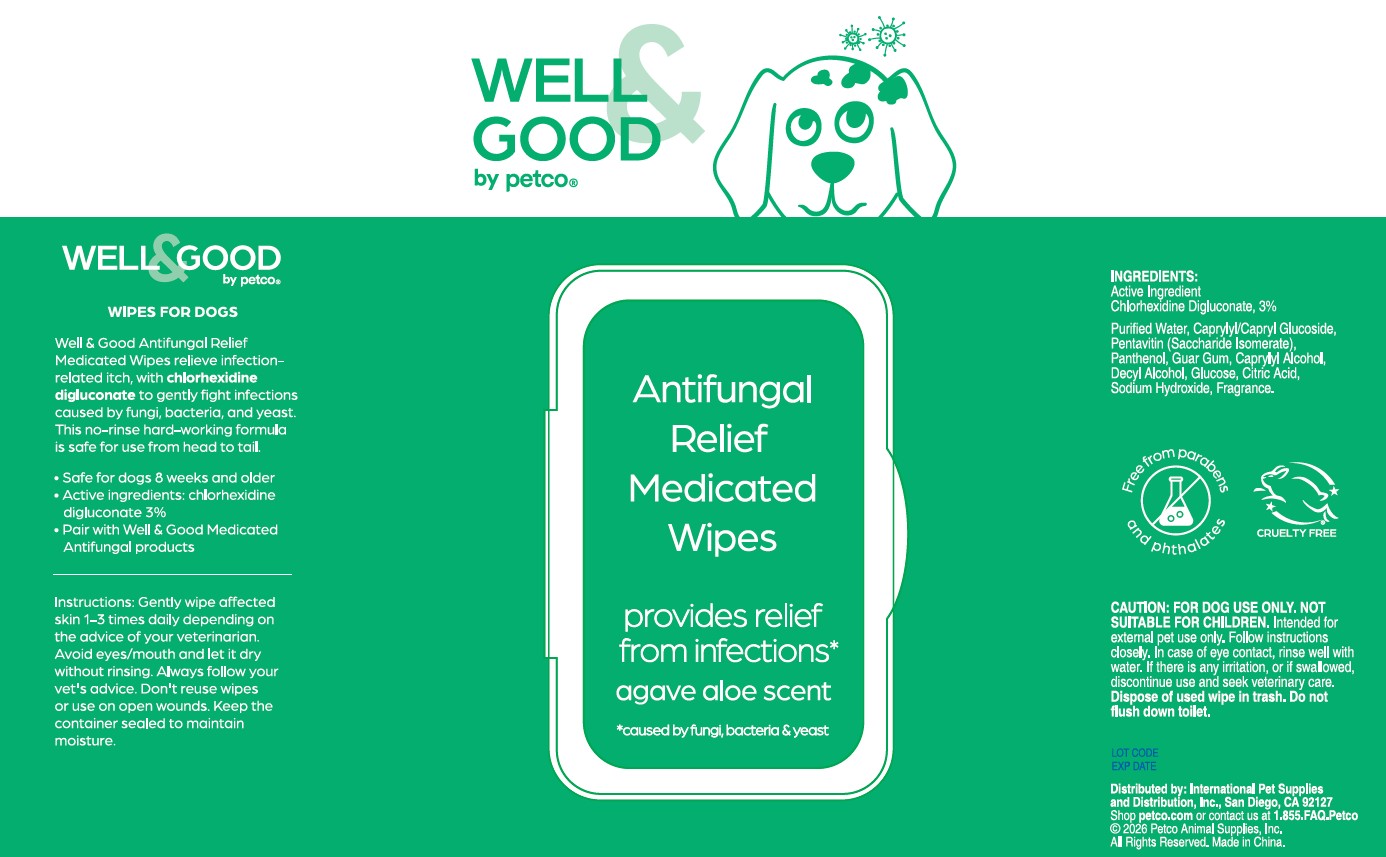 WELL &
GOOD
by petco®
WELL & GOOD
by petco®
WIPES FOR DOGS
Well & Good Antifungal Relief
Medicated Wipes relieve infection-
related itch, with chlorhexidine
digluconate to gently fight infections
caused by fungi, bacteria, and yeast.
This no-rinse hard-working formula
is safe for use from head to tail.
• Safe for dogs 8 weeks and older
• Active ingredients: chlorhexidine
digluconate 3%
• Pair with Well & Good Medicated
Antifungal products
Instructions: Gently wipe affected
skin 1-3 times daily depending on
the advice of your veterinarian.
Avoid eyes/mouth and let it dry
without rinsing. Always follow your
vet's advice. Don't reuse wipes
or use on open wounds. Keep the
container sealed to maintain
moisture.
Antifungal
Relief
Medicated
Wipes
provides relief
from infections*
agave aloe scent
*caused by fungi, bacteria & yeast
INGREDIENTS:
Active Ingredient
Chlorhexidine Digluconate, 3%
Purified Water, Caprylyl/Capryl Glucoside,
Pentavitin (Saccharide Isomerate),
Panthenol, Guar Gum, Caprylyl Alcohol,
Decyl Alcohol, Glucose, Citric Acid,
Sodium Hydroxide, Fragrance.
Free from parabens
and phthalates
CRUELTY FREE
CAUTION: FOR DOG USE ONLY. NOT
SUITABLE FOR CHILDREN. Intended for
external pet use only. Follow instructions
closely. In case of eye contact, rinse well with
water. If there is any irritation, or if swallowed,
discontinue use and seek veterinary care.
Dispose of used wipe in trash. Do not
flush down toilet.
LOT CODE
EXP DATE
Distributed by: International Pet Supplies
and Distribution, Inc., San Diego, CA 92127
Shop petco.com or contact us at 1.855.FAQ.Petco
© 2026 Petco Animal Supplies, Inc.
All Rights Reserved. Made in China.